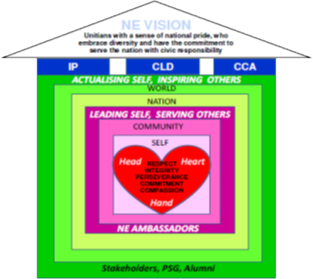 NE VISION
Unitians with a sense of national pride, who
embrace diversity and have the commitment to
serve the nation with civic responsibility
IP CLD CCA
ACTUALISING SELF, INSPIRING OTHERS
WORLD
NATION
LEADING SELF, SERVING OTHERS
COMMUNITY
SELF
Head Heart
RESPECT
INTEGRITY
PERSEVERANCE
COMMITMENT
COMPASSION
Hand
NE AMBASSADORS
Stakeholders, PSG, Alumni